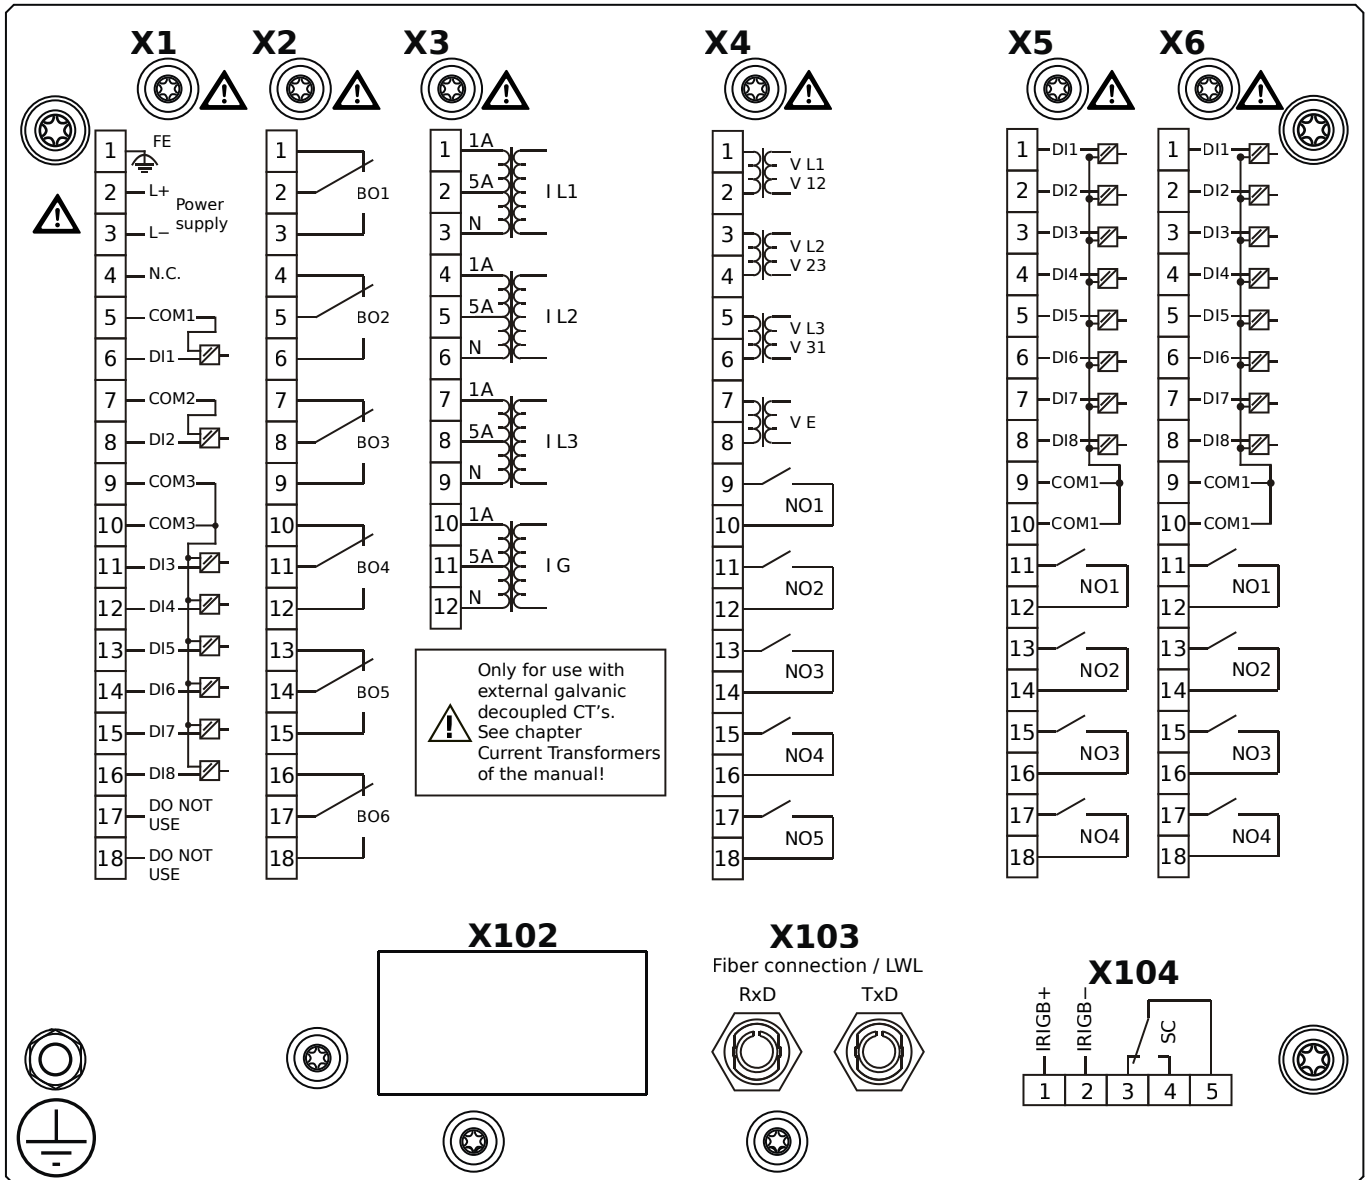 X1
1
FE
2
L+
Power
supply
3
L−
4
N.C.
5
COM1
6
DI1
7
COM2
8
DI2
9
COM3
10
COM3
11
DI3
12
DI4
13
DI5
14
DI6
15
DI7
16
DI8
17
DO NOT
USE
18
DO NOT
USE
X2
1
2
BO1
3
4
5
BO2
6
7
8
BO3
9
10
11
BO4
12
13
14
BO5
15
16
17
BO6
18
X3
1
1A
2
5A
I L1
3
N
4
1A
5
5A
I L2
6
N
7
1A
8
5A
I L3
9
N
10
1A
11
5A
I G
12
N
Only for use with
external galvanic
decoupled CT's.
See chapter
Current Transformers
of the manual!
X4
1
V L1
V 12
2
3
V L2
V 23
4
5
V L3
V 31
6
7
V E
8
9
NO1
10
11
NO2
12
13
NO3
14
15
NO4
16
17
NO5
18
X5
1
DI1
2
DI2
3
DI3
4
DI4
5
DI5
6
DI6
7
DI7
8
DI8
9
COM1
10
COM1
11
NO1
12
13
NO2
14
15
NO3
16
17
NO4
18
X6
1
DI1
2
DI2
3
DI3
4
DI4
5
DI5
6
DI6
7
DI7
8
DI8
9
COM1
10
COM1
11
NO1
12
13
NO2
14
15
NO3
16
17
NO4
18
X102
X103
Fiber connection / LWL
RxD
TxD
X104
IRIGB+
IRIGB−
SC
1 2 3 4 5